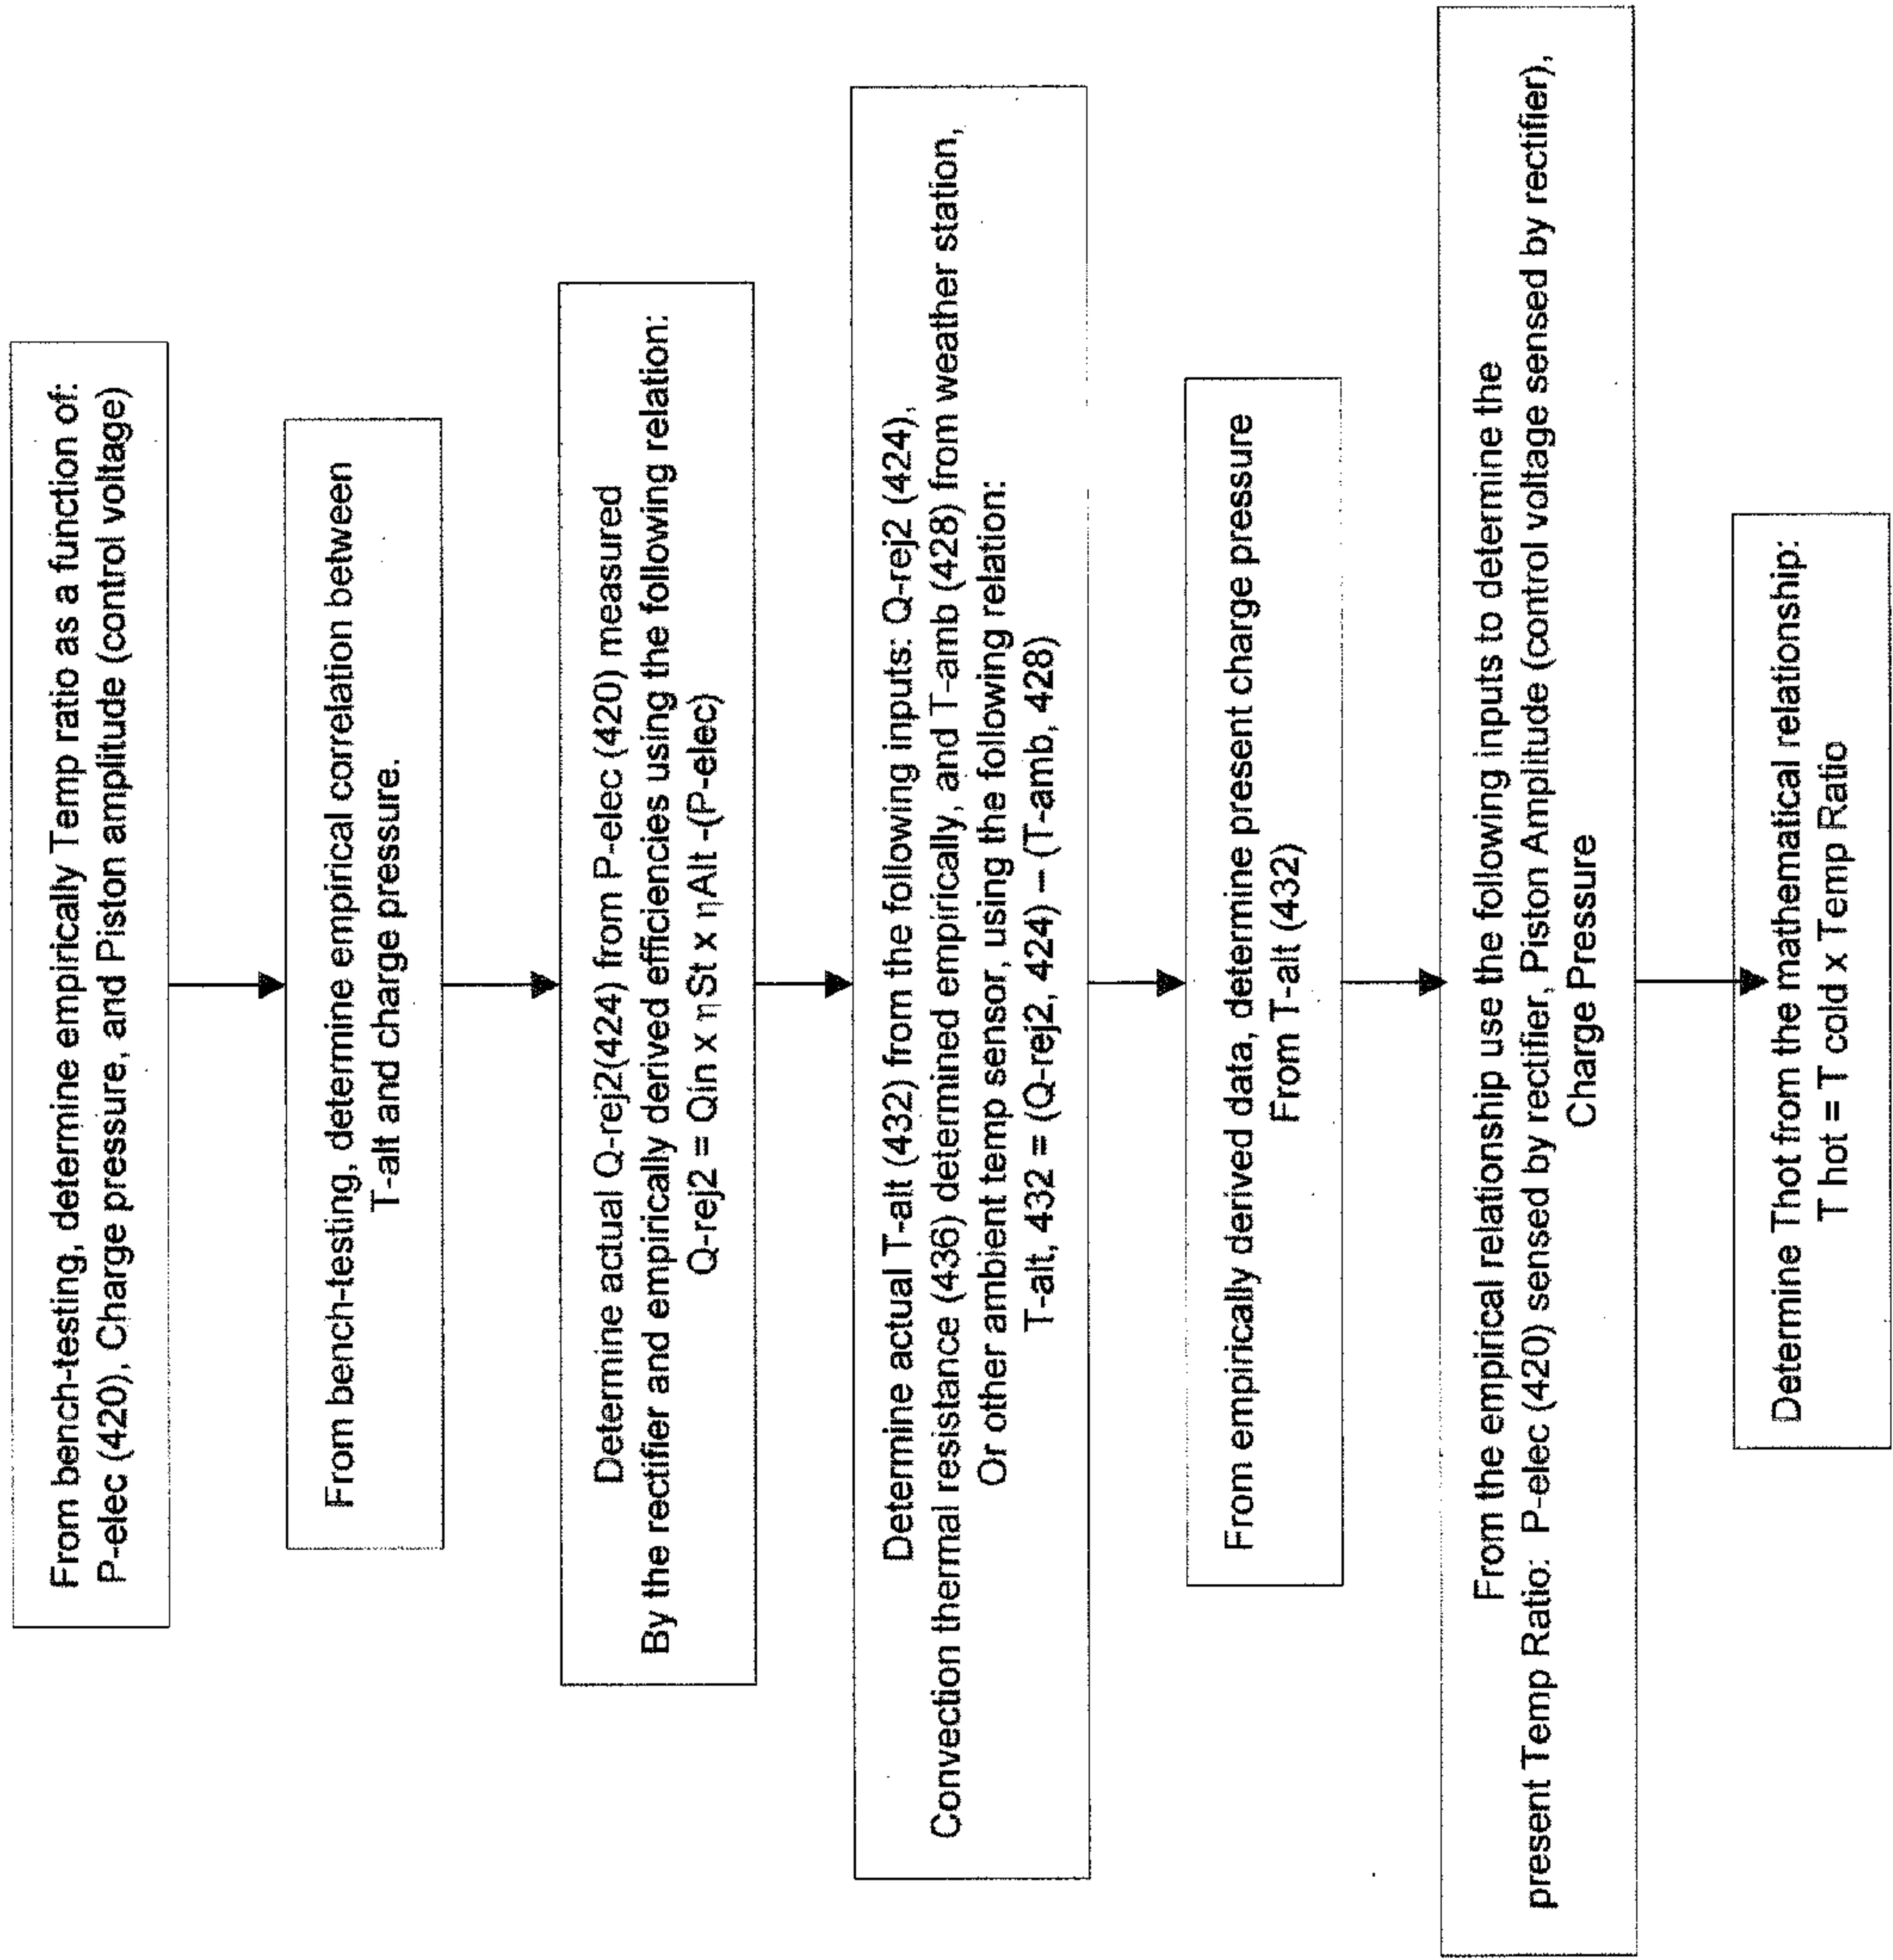 From bench-testing, determine empirically Temp ratio as a function of:
P-elec (420), Charge pressure, and Piston amplitude (control voltage)
From bench-testing, determine empirical correlation between
T-alt and charge pressure.
Determine actual Q-rej2(424) from P-elec (420) measured
By the rectifier and empirically derived efficiencies using the following relation:
Q-rej2 = Qin x ηSt x ηAlt -(P-elec)
Determine actual T-alt (432) from the following inputs: Q-rej2 (424),
Convection thermal resistance (436) determined empirically, and T-amb (428) from weather station,
Or other ambient temp sensor, using the following relation:
T-alt, 432 = (Q-rej2, 424) – (T-amb, 428)
From empirically derived data, determine present charge pressure
From T-alt (432)
From the empirical relationship use the following inputs to determine the
present Temp Ratio: P-elec (420) sensed by rectifier, Piston Amplitude (control voltage sensed by rectifier),
Charge Pressure
Determine Thot from the mathematical relationship:
T hot = T cold x Temp Ratio